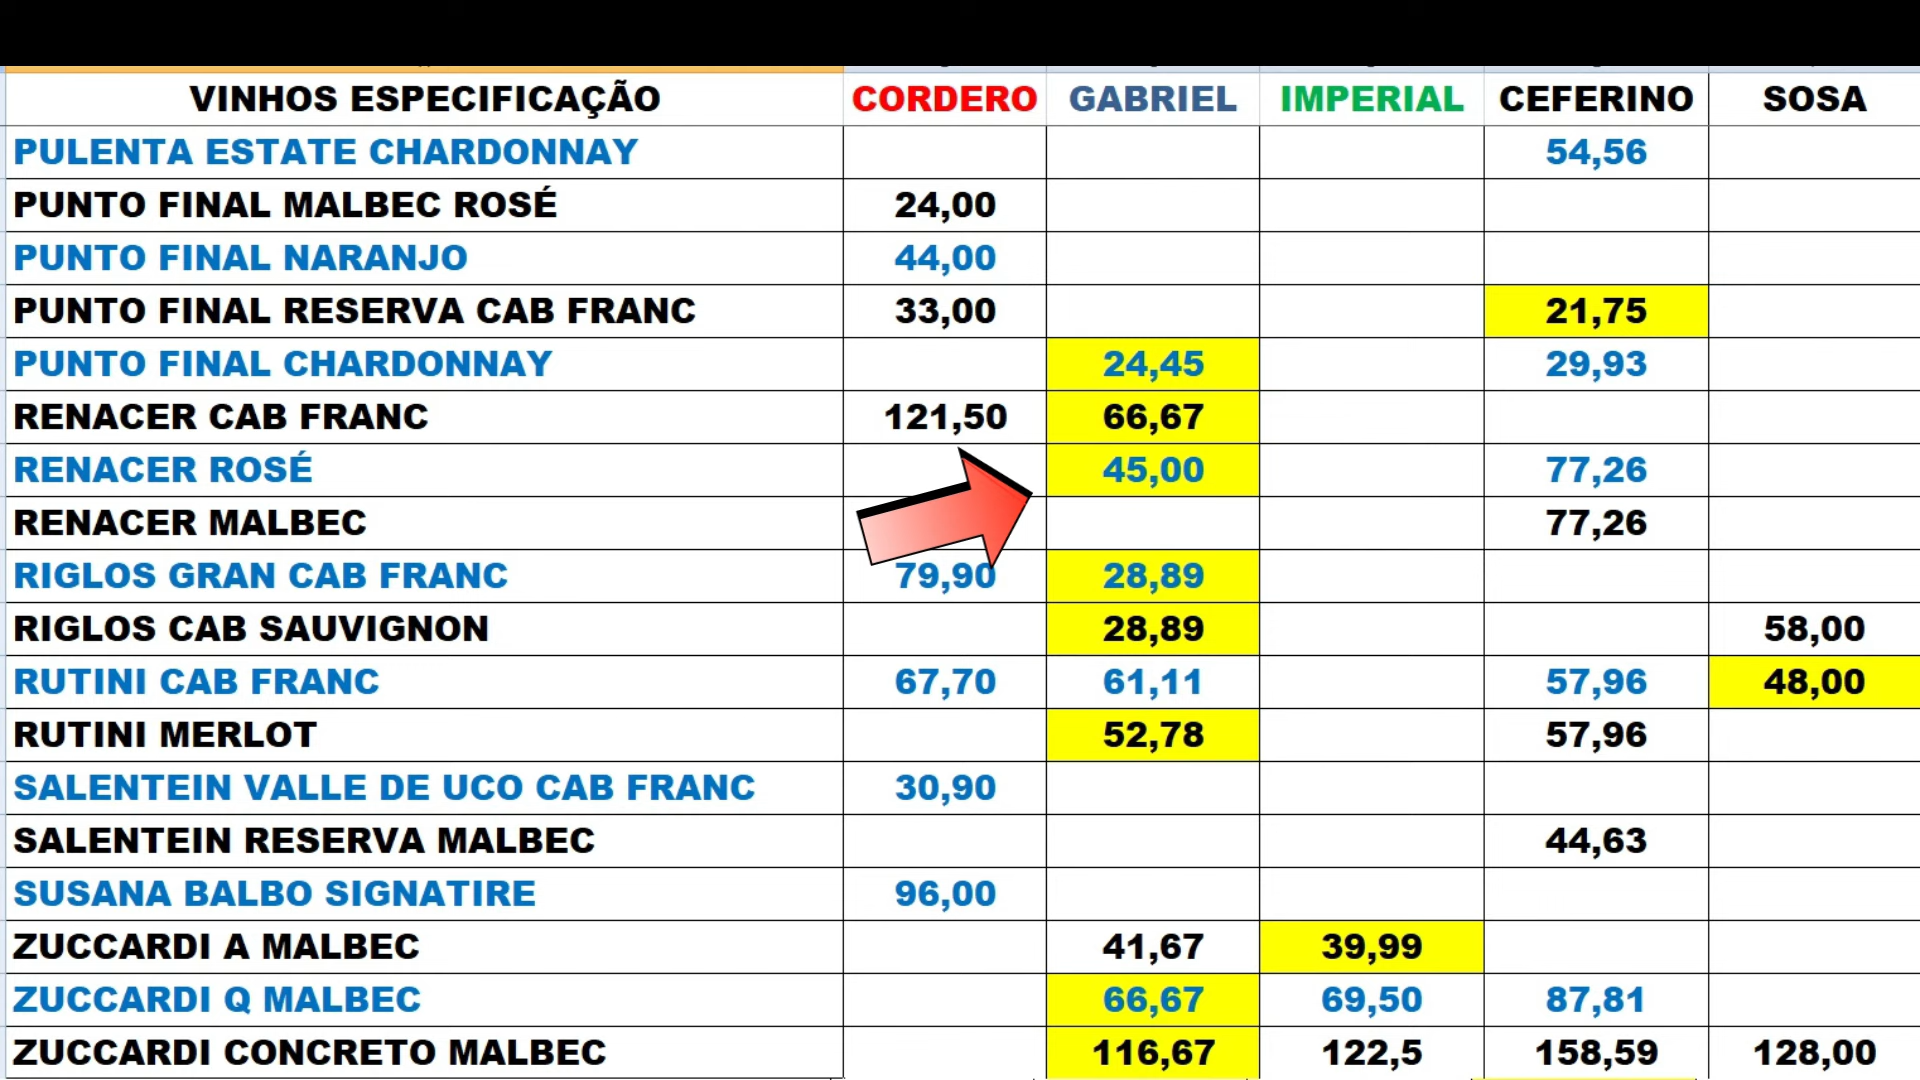 VINHOS ESPECIFICAÇÃO CORDERO GABRIEL IMPERIAL CEFERINO SOSA
PULENTA ESTATE CHARDONNAY 54,56
PUNTO FINAL MALBEC ROSÉ 24,00
PUNTO FINAL NARANJO 44,00
PUNTO FINAL RESERVA CAB FRANC 33,00 21,75
PUNTO FINAL CHARDONNAY 24,45 29,93
RENACER CAB FRANC 121,50 66,67
RENACER ROSÉ 45,00 77,26
RENACER MALBEC 77,26
RIGLOS GRAN CAB FRANC 79,90 28,89
RIGLOS CAB SAUVIGNON 28,89 58,00
RUTINI CAB FRANC 67,70 61,11 57,96 48,00
RUTINI MERLOT 52,78 57,96
SALENTEIN VALLE DE UCO CAB FRANC 30,90
SALENTEIN RESERVA MALBEC 44,63
SUSANA BALBO SIGNATIRE 96,00
ZUCCARDI A MALBEC 41,67 39,99
ZUCCARDI Q MALBEC 66,67 69,50 87,81
ZUCCARDI CONCRETO MALBEC 116,67 122,5 158,59 128,00